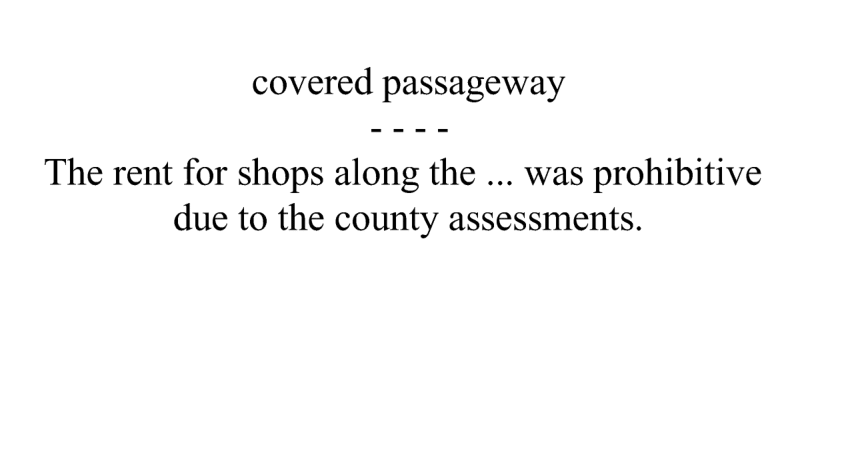 covered passageway
- - - -
The rent for shops along the ... was prohibitive
due to the county assessments.